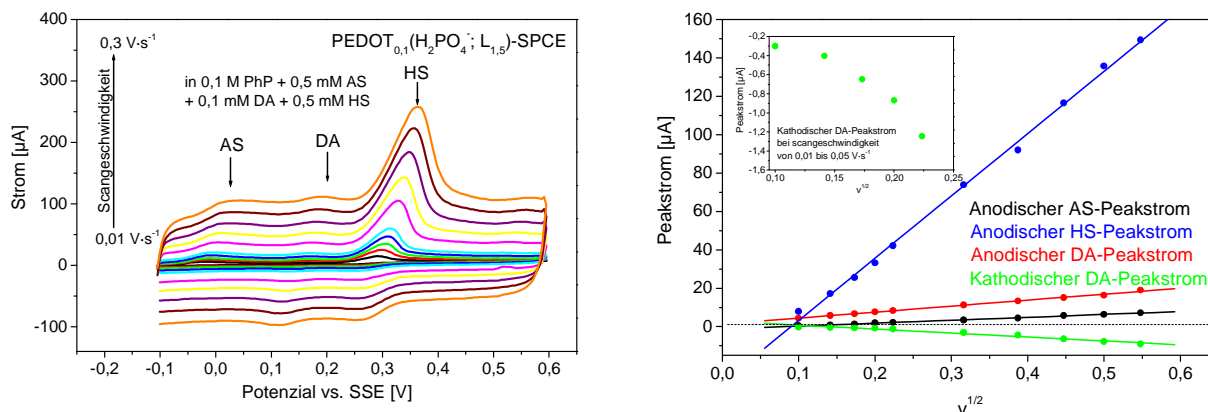 400
300
200
100
0
-100
Strom [µA]
0,3 V·s⁻¹
Scangeschwindigkeit
0,01 V·s⁻¹
PEDOT₀,₁(H₂PO₄⁻; L₁,₅)-SPCE
in 0,1 M PhP + 0,5 mM AS
+ 0,1 mM DA + 0,5 mM HS
HS
AS
DA
-0,2 -0,1 0,0 0,1 0,2 0,3 0,4 0,5 0,6
Potenzial vs. SSE [V]
160
140
120
100
80
60
40
20
0
Peakstrom [µA]
-0,2
-0,4
-0,6
-0,8
-1,0
-1,2
-1,4
-1,6
Peakstrom [µA]
Kathodischer DA-Peakstrom
bei scangeschwindigkeit
von 0,01 bis 0,05 V·s⁻¹
0,10 0,15 0,20 0,25
v^1/2
Anodischer AS-Peakstrom
Anodischer HS-Peakstrom
Anodischer DA-Peakstrom
Kathodischer DA-Peakstrom
0,0 0,1 0,2 0,3 0,4 0,5 0,6
v^1/2